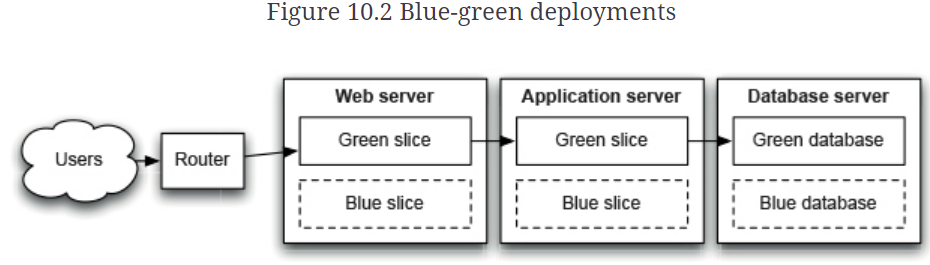 Figure 10.2 Blue-green deployments
Web server
Application server
Database server
Users
Router
Green slice
Green slice
Green database
Blue slice
Blue slice
Blue database